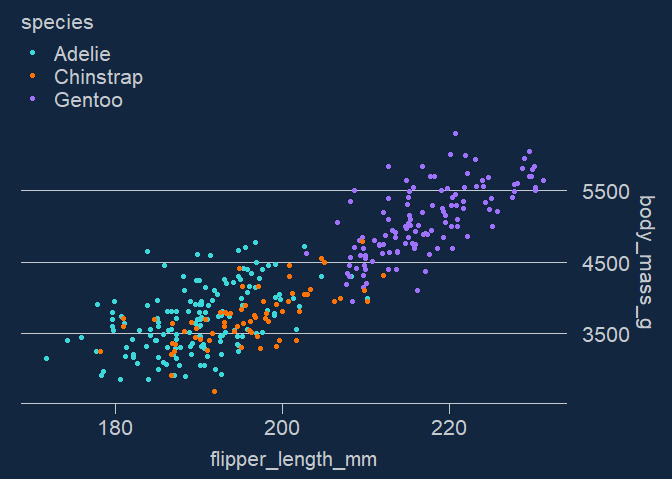 species
Adelie
Chinstrap
Gentoo
5500
4500
3500
body_mass_g
180
200
220
flipper_length_mm